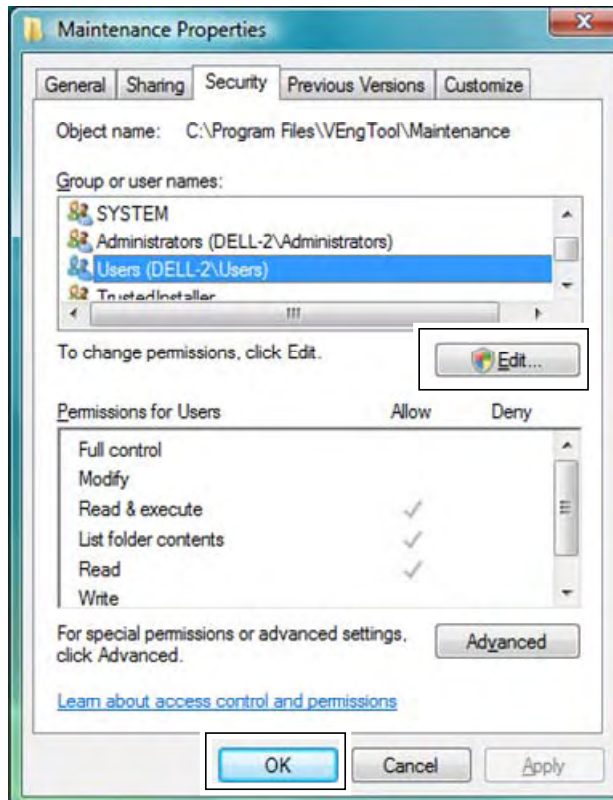 Maintenance Properties
General Sharing Security Previous Versions Customize
Object name: C:\Program Files\VEngTool\Maintenance
Group or user names:
SYSTEM
Administrators (DELL-2\Administrators)
Users (DELL-2\Users)
TrustedInstaller
To change permissions, click Edit.
Edit...
Permissions for Users Allow Deny
Full control
Modify
Read & execute
List folder contents
Read
Write
For special permissions or advanced settings,
click Advanced.
Advanced
Learn about access control and permissions
OK Cancel Apply